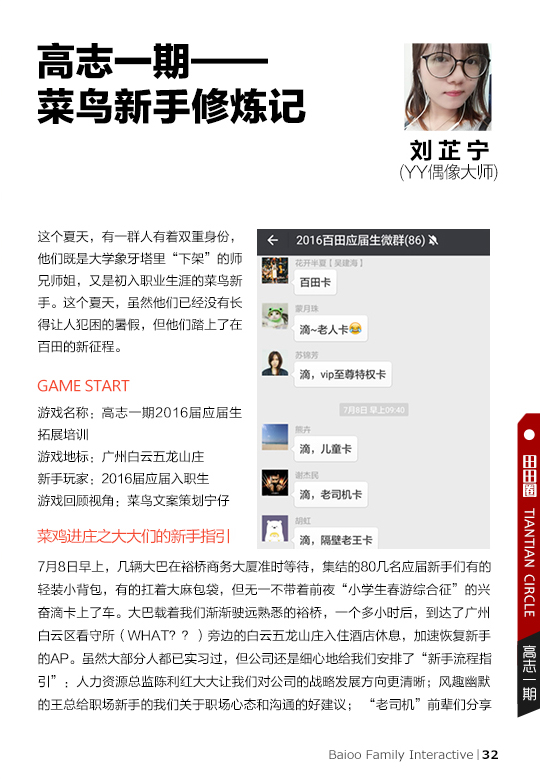 高志一期——
菜鸟新手修炼记
刘芷宁
(YY偶像大师)
这个夏天，有一群人有着双重身份，
他们既是大学象牙塔里“下架”的师
兄师姐，又是初入职业生涯的菜鸟新
手。这个夏天，虽然他们已经没有长
得让人犯困的暑假，但他们踏上了在
百田的新征程。
GAME START
游戏名称：高志一期2016届应届生
拓展培训
游戏地标：广州白云五龙山庄
新手玩家：2016届应届入职生
游戏回顾视角：菜鸟文案策划宁仔
菜鸡进庄之大大们的新手指引
2016百田应届生微群(86)
花开半夏【吴建海】
百田卡
蒙月珠
滴~老人卡😂
苏锦芳
滴，vip至尊特权卡
7月8日 早上09:40
熊卉
滴，儿童卡
谢杰民
滴，老司机卡
胡虹
滴，隔壁老王卡
7月8日早上，几辆大巴在裕桥商务大厦准时等待，集结的80几名应届新手们有的
轻装小背包，有的扛着大麻包袋，但无一不带着前夜“小学生春游综合征”的兴
奋滴卡上了车。大巴载着我们渐渐驶远熟悉的裕桥，一个多小时后，到达了广州
白云区看守所（WHAT？？）旁边的白云五龙山庄入住酒店休息，加速恢复新手
的AP。虽然大部分人都已实习过，但公司还是细心地给我们安排了“新手流程指
引”：人力资源总监陈利红大大让我们对公司的战略发展方向更清晰；风趣幽默
的王总给职场新手的我们关于职场心态和沟通的好建议；“老司机”前辈们分享
田田圈
TIANTIAN CIRCLE
高志一期
Baioo Family Interactive|32